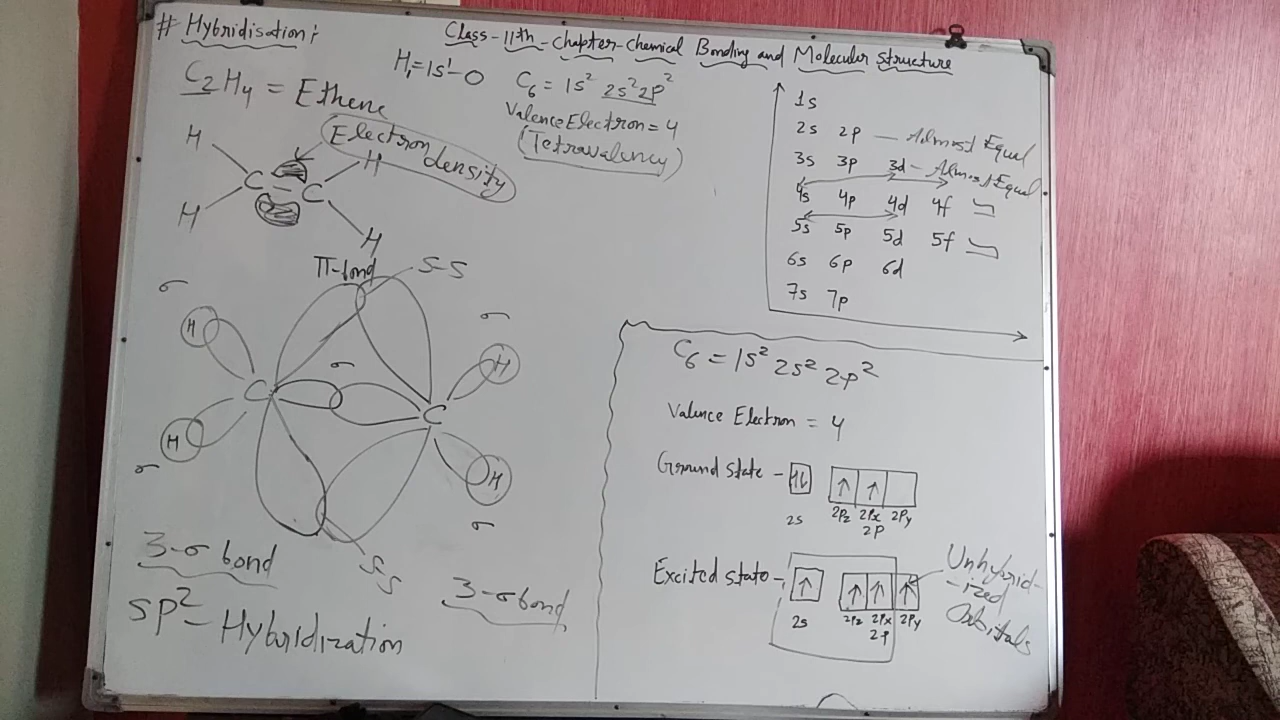 # Hybridisation:
Class-11th-Chapter-Chemical Bonding and Molecular Structure
C2H4 = Ethene
H1=1s¹-O
C6 = 1s² 2s² 2p²
Valence Electron = 4
(Tetravalency)
Electron
density
H
H
C - C
H
H
1s
2s 2p - Almost Equal
3s 3p 3d - Almost Equal
4s 4p 4d 4f
5s 5p 5d 5f
6s 6p 6d
7s 7p
π-bond
S-S
σ
σ
H
H
σ
C
C
H
H
σ
σ
S-S
3-σ bond
3-σ bond
SP² - Hybridization
C6 = 1s² 2s² 2p²
Valence Electron = 4
Ground State - ↑↓ ↑ ↑
2s 2Pz 2Px 2Py
2P
Excited state - ↑ ↑ ↑ ↑
2s 2Pz 2Px 2Py
2P
Unhybrid-
ized
Orbitals